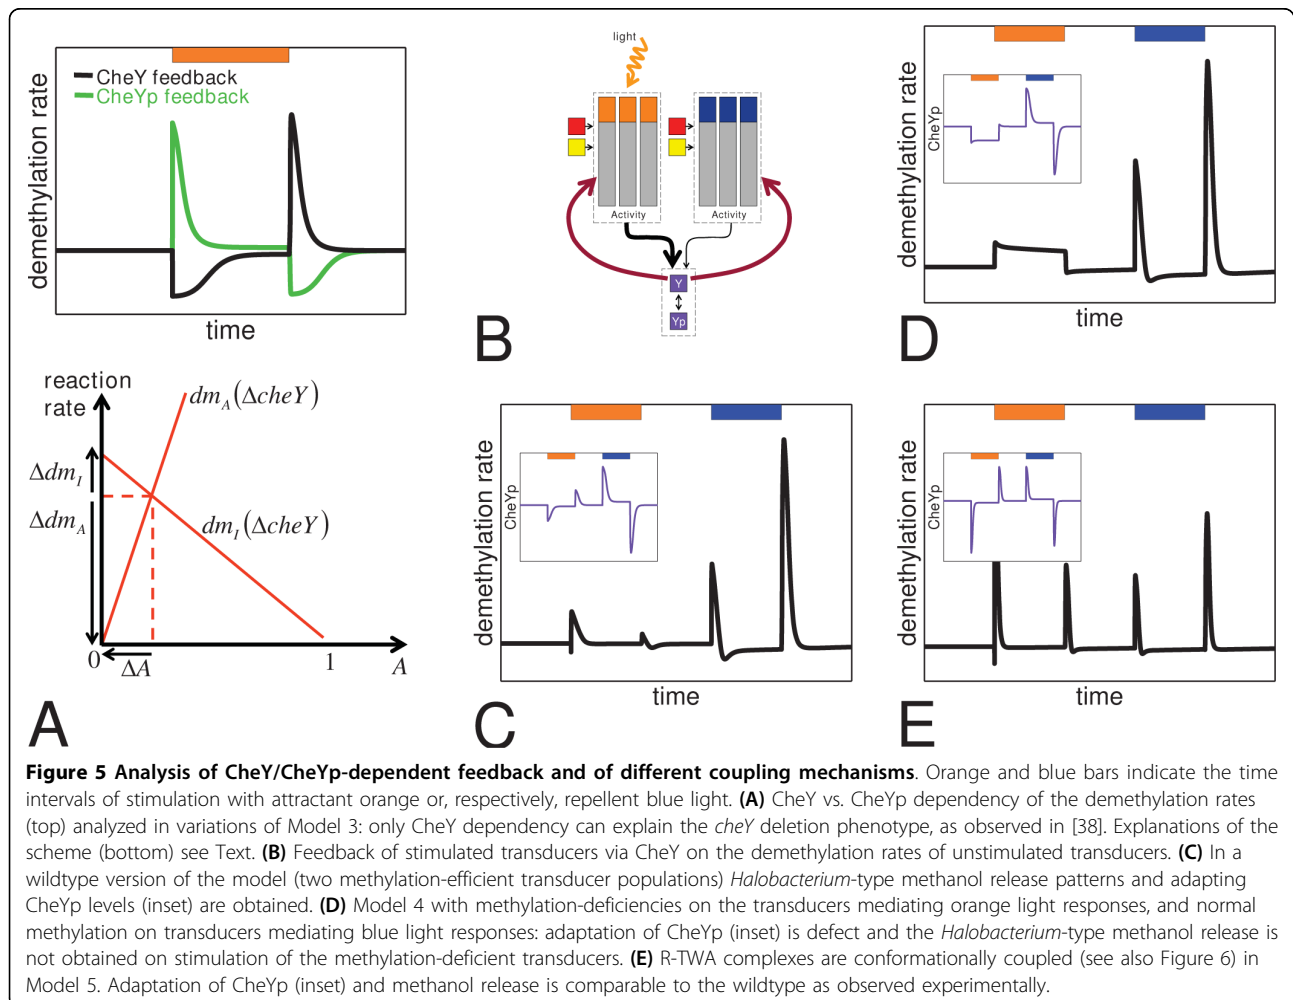 demethylation rate
CheY feedback
CheYp feedback
time
reaction
rate
dm_A(ΔcheY)
Δdm_I
Δdm_A
dm_I(ΔcheY)
0
ΔA
1
A
A
light
Activity
Activity
Y
Yp
B
demethylation rate
CheYp
time
D
demethylation rate
CheYp
time
C
demethylation rate
CheYp
time
E
Figure 5 Analysis of CheY/CheYp-dependent feedback and of different coupling mechanisms. Orange and blue bars indicate the time
intervals of stimulation with attractant orange or, respectively, repellent blue light. (A) CheY vs. CheYp dependency of the demethylation rates
(top) analyzed in variations of Model 3: only CheY dependency can explain the cheY deletion phenotype, as observed in [38]. Explanations of the
scheme (bottom) see Text. (B) Feedback of stimulated transducers via CheY on the demethylation rates of unstimulated transducers. (C) In a
wildtype version of the model (two methylation-efficient transducer populations) Halobacterium-type methanol release patterns and adapting
CheYp levels (inset) are obtained. (D) Model 4 with methylation-deficiencies on the transducers mediating orange light responses, and normal
methylation on transducers mediating blue light responses: adaptation of CheYp (inset) is defect and the Halobacterium-type methanol release is
not obtained on stimulation of the methylation-deficient transducers. (E) R-TWA complexes are conformationally coupled (see also Figure 6) in
Model 5. Adaptation of CheYp (inset) and methanol release is comparable to the wildtype as observed experimentally.